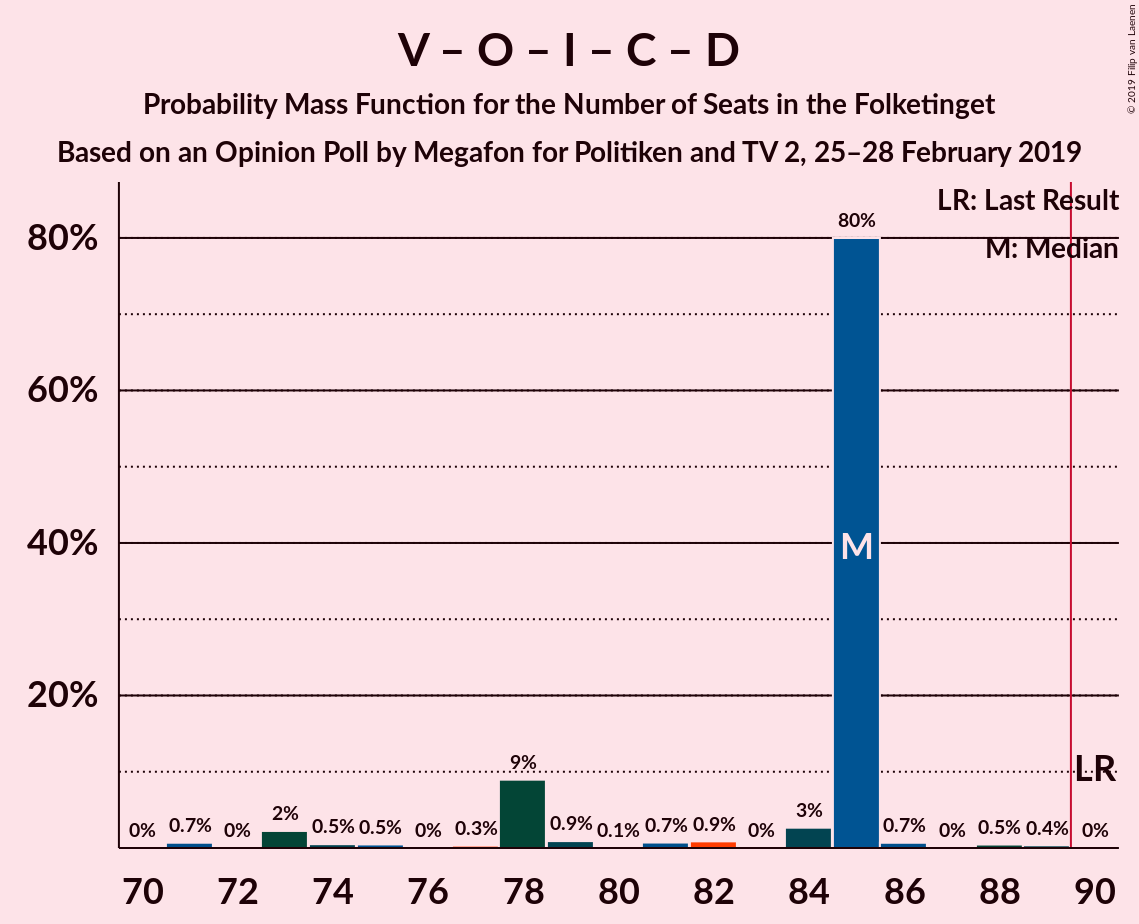 V – O – I – C – D
Probability Mass Function for the Number of Seats in the Folketinget
Based on an Opinion Poll by Megafon for Politiken and TV 2, 25–28 February 2019
© 2019 Filip van Laenen
LR: Last Result
M: Median
80%
60%
40%
20%
0% 0.7% 0% 2% 0.5% 0.5% 0% 0.3% 9% 0.9% 0.1% 0.7% 0.9% 0% 3% 80% 0.7% 0% 0.5% 0.4% 0%
M
LR
70 72 74 76 78 80 82 84 86 88 90